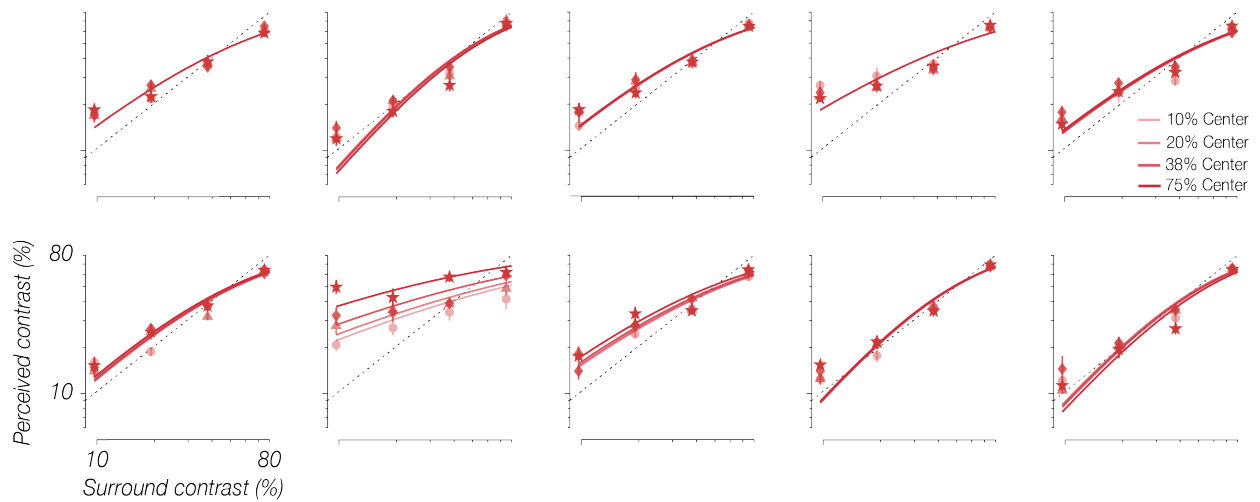 10% Center
20% Center
38% Center
75% Center
Perceived contrast (%)
80
10
10 80
Surround contrast (%)